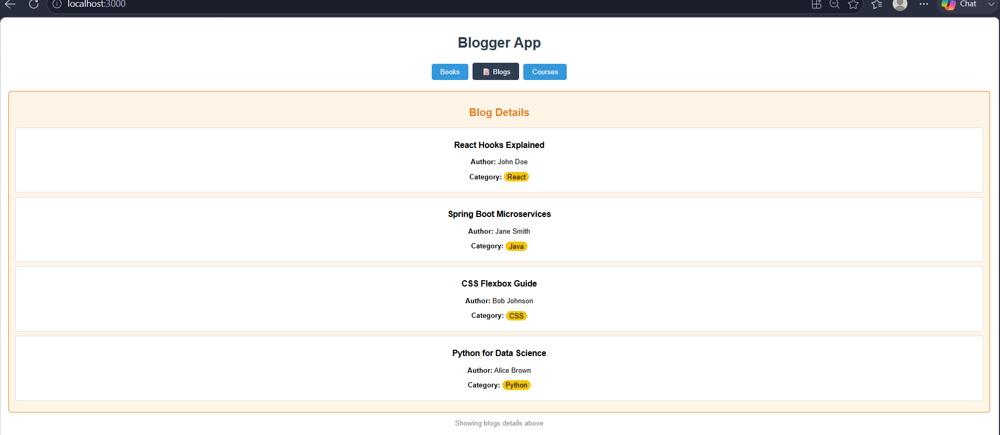 localhost:3000
Chat
Blogger App
Books
Blogs
Courses
Blog Details
React Hooks Explained
Author: John Doe
Category: React
Spring Boot Microservices
Author: Jane Smith
Category: Java
CSS Flexbox Guide
Author: Bob Johnson
Category: CSS
Python for Data Science
Author: Alice Brown
Category: Python
Showing blogs details above